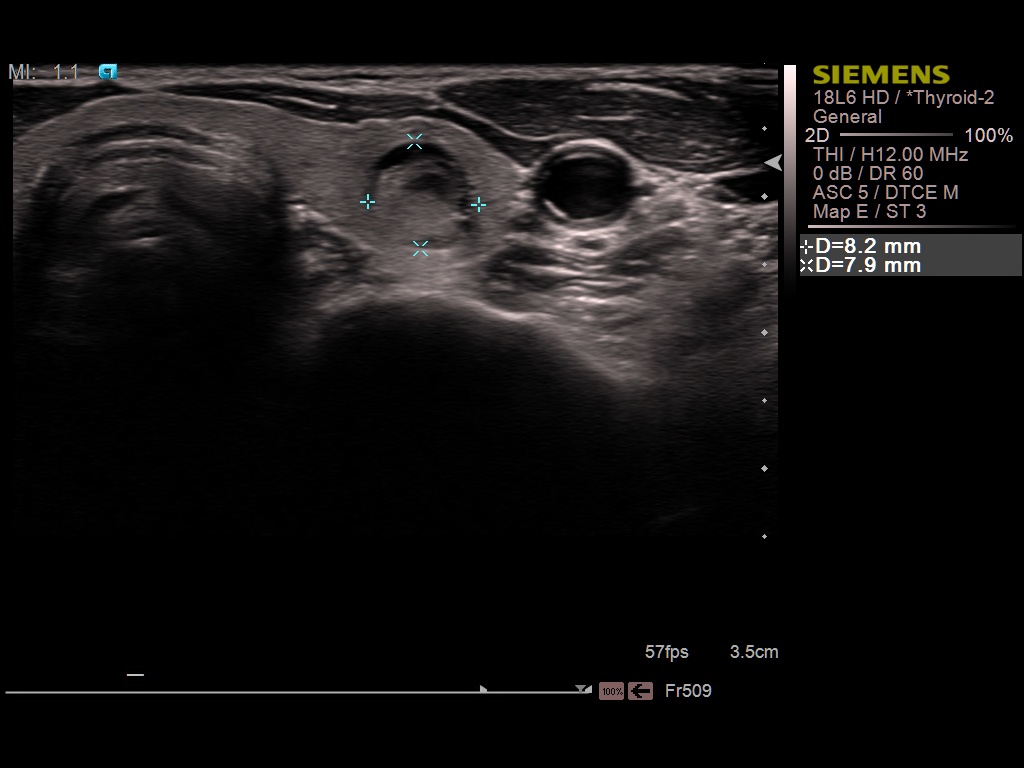 MI: 1.1
SIEMENS
18L6 HD / *Thyroid-2
General
2D 100%
THI / H12.00 MHz
0 dB / DR 60
ASC 5 / DTCE M
Map E / ST 3
D=8.2 mm
D=7.9 mm
57fps 3.5cm
100% Fr509